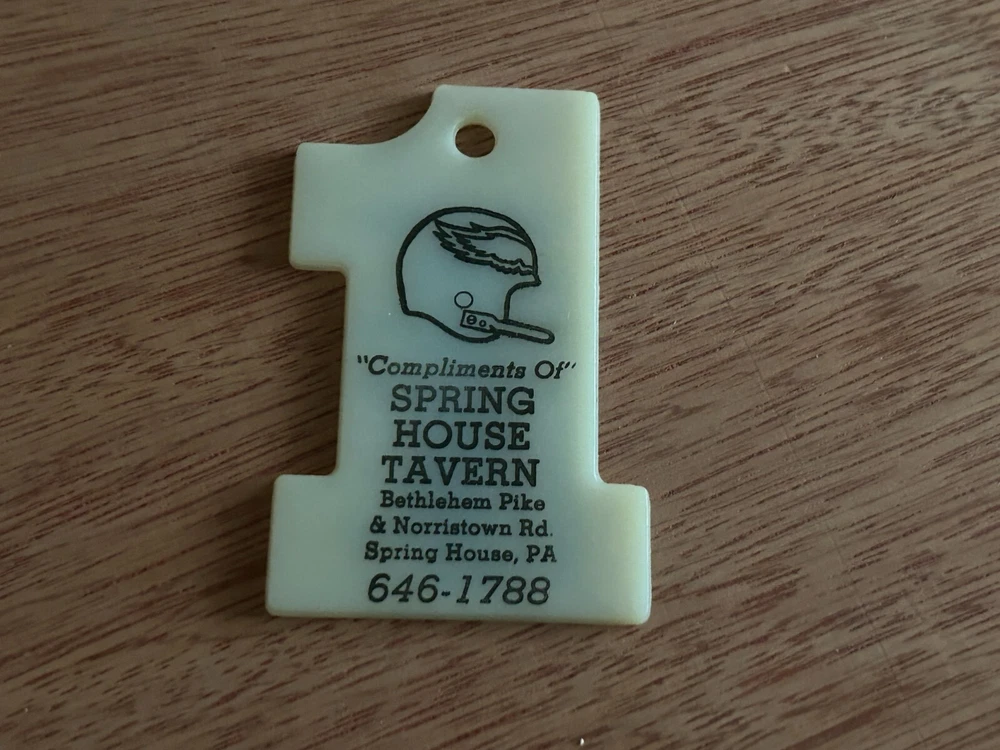 "Compliments Of"
SPRING
HOUSE
TAVERN
Bethlehem Pike
& Norristown Rd.
Spring House, PA
646-1788